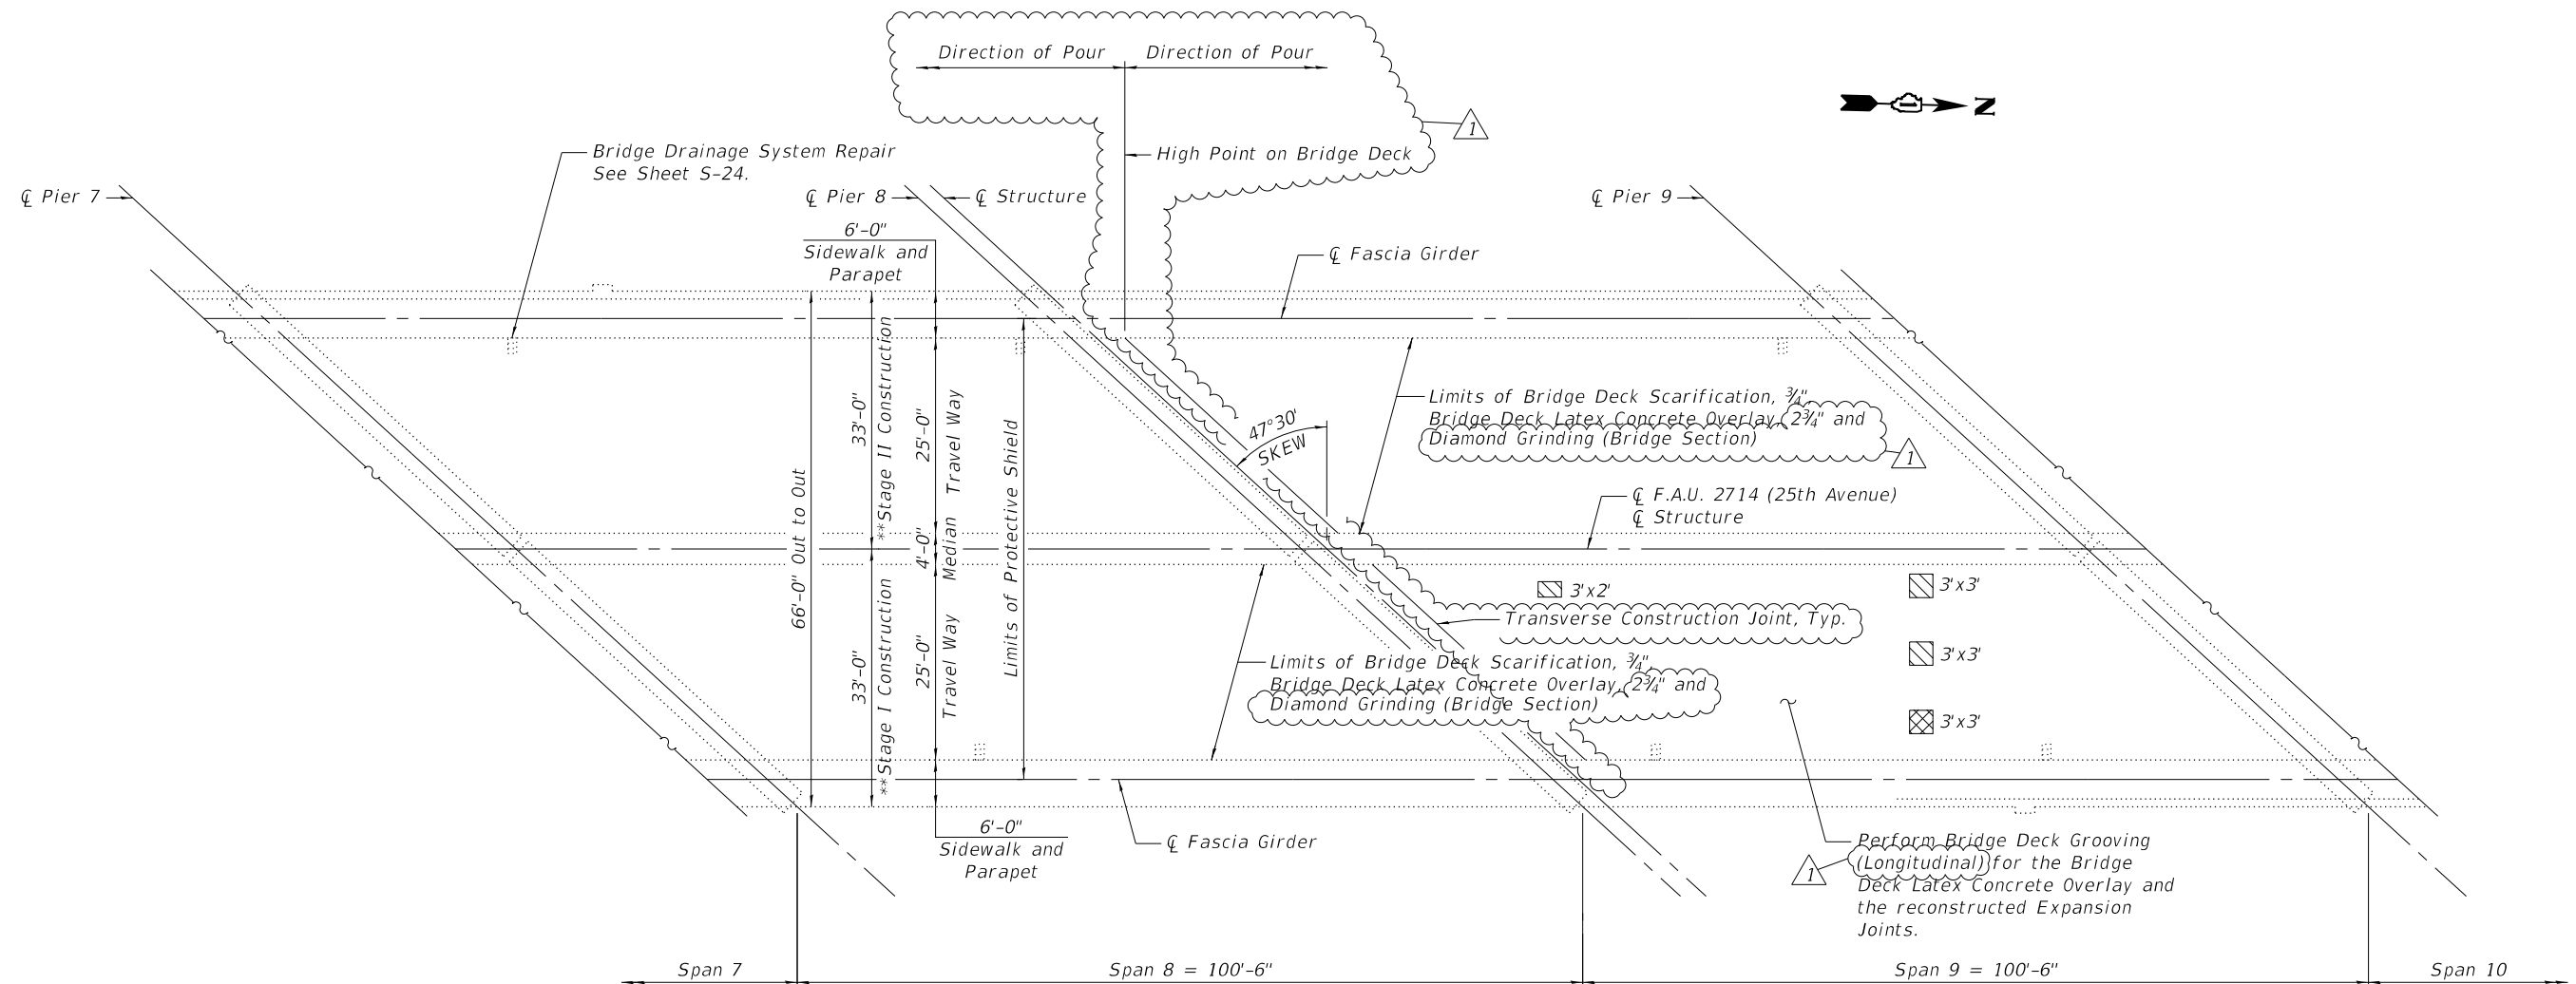 Direction of Pour
Direction of Pour
1
N
High Point on Bridge Deck
Bridge Drainage System Repair
See Sheet S-24.
℄ Pier 7
℄ Pier 8
℄ Structure
℄ Pier 9
6'-0"
Sidewalk and
Parapet
℄ Fascia Girder
66'-0" Out to Out
33'-0"
**Stage II Construction
33'-0"
**Stage I Construction
25'-0"
Travel Way
4'-0"
Median
25'-0"
Travel Way
Limits of Protective Shield
47°30'
SKEW
Limits of Bridge Deck Scarification, ¾",
Bridge Deck Latex Concrete Overlay, 2¾" and
Diamond Grinding (Bridge Section)
1
℄ F.A.U. 2714 (25th Avenue)
℄ Structure
3'x2'
3'x3'
Transverse Construction Joint, Typ.
3'x3'
Limits of Bridge Deck Scarification, ¾",
Bridge Deck Latex Concrete Overlay, 2¾" and
Diamond Grinding (Bridge Section)
3'x3'
6'-0"
Sidewalk and
Parapet
℄ Fascia Girder
1
Perform Bridge Deck Grooving
(Longitudinal) for the Bridge
Deck Latex Concrete Overlay and
the reconstructed Expansion
Joints.
Span 7
Span 8 = 100'-6"
Span 9 = 100'-6"
Span 10